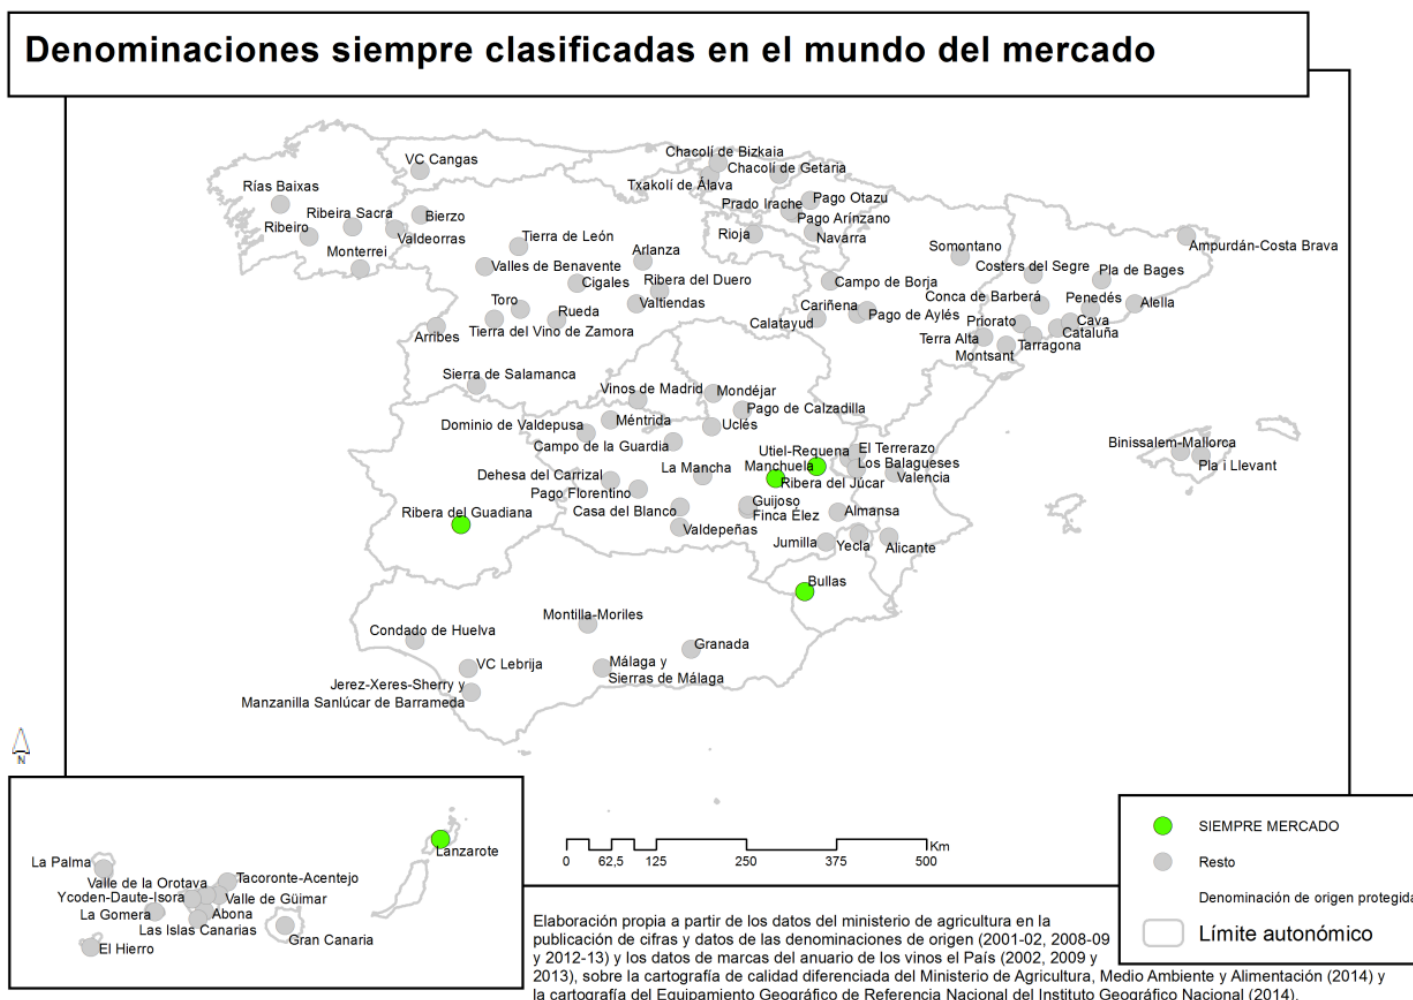 Denominaciones siempre clasificadas en el mundo del mercado
VC Cangas
Chacolí de Bizkaia
Chacolí de Getaria
Txakolí de Álava
Rías Baixas
Ribeira Sacra
Bierzo
Ribeiro
Valdeorras
Monterrei
Pago Otazu
Prado Irache
Pago Arínzano
Rioja
Navarra
Tierra de León
Arlanza
Valles de Benavente
Cigales
Ribera del Duero
Valtiendas
Toro
Rueda
Tierra del Vino de Zamora
Arribes
Somontano
Ampurdán-Costa Brava
Costers del Segre
Pla de Bages
Campo de Borja
Cariñena
Pago de Aylés
Calatayud
Conca de Barberá
Penedés
Alella
Priorato
Cava
Cataluña
Terra Alta
Tarragona
Montsant
Sierra de Salamanca
Vinos de Madrid
Mondéjar
Pago de Calzadilla
Dominio de Valdepusa
Méntrida
Uclés
Campo de la Guardia
Utiel-Requena
El Terrerazo
Manchuela
Los Balagueses
Dehesa del Carrizal
La Mancha
Ribera del Júcar
Valencia
Pago Florentino
Binissalem-Mallorca
Pla i Llevant
Ribera del Guadiana
Casa del Blanco
Guijoso
Finca Élez
Almansa
Valdepeñas
Jumilla
Yecla
Alicante
Bullas
Montilla-Moriles
Condado de Huelva
Granada
VC Lebrija
Málaga y
Sierras de Málaga
Jerez-Xeres-Sherry y
Manzanilla Sanlúcar de Barrameda
N
La Palma
Lanzarote
Valle de la Orotava
Tacoronte-Acentejo
Ycoden-Daute-Isora
Valle de Güimar
La Gomera
Abona
Las Islas Canarias
Gran Canaria
El Hierro
Km
0 62,5 125 250 375 500
SIEMPRE MERCADO
Resto
Denominación de origen protegida
Límite autonómico
Elaboración propia a partir de los datos del ministerio de agricultura en la
publicación de cifras y datos de las denominaciones de origen (2001-02, 2008-09
y 2012-13) y los datos de marcas del anuario de los vinos el País (2002, 2009 y
2013), sobre la cartografía de calidad diferenciada del Ministerio de Agricultura, Medio Ambiente y Alimentación (2014) y
la cartografía del Equipamiento Geográfico de Referencia Nacional del Instituto Geográfico Nacional (2014).